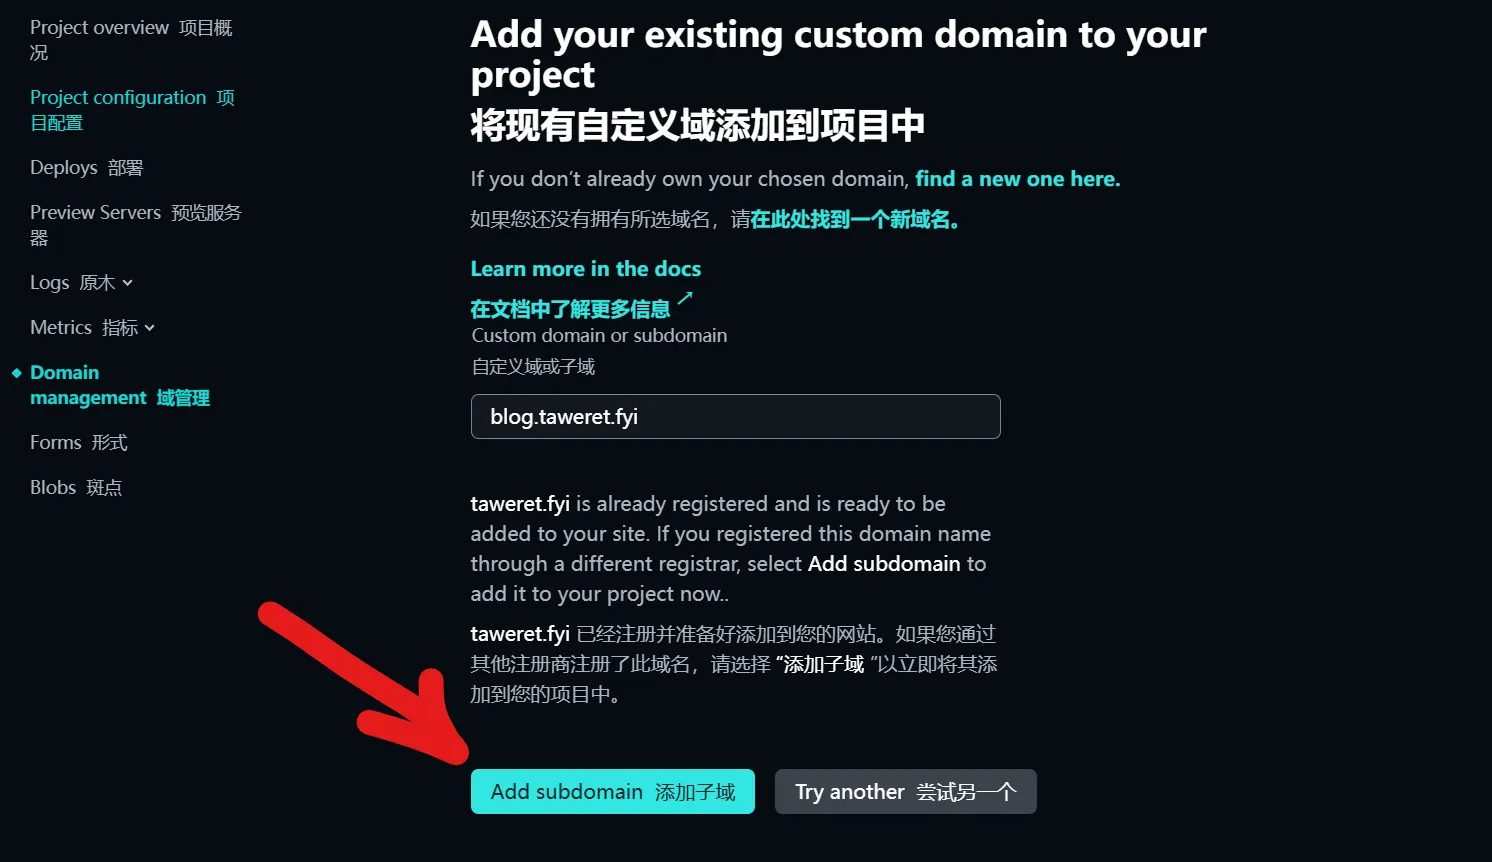 Project overview 项目概
况
Project configuration 项
目配置
Deploys 部署
Preview Servers 预览服务
器
Logs 原木
Metrics 指标
Domain
management 域管理
Forms 形式
Blobs 斑点
Add your existing custom domain to your
project
将现有自定义域添加到项目中
If you don’t already own your chosen domain, find a new one here.
如果您还没有拥有所选域名，请在此处找到一个新域名。
Learn more in the docs
在文档中了解更多信息
Custom domain or subdomain
自定义域或子域
blog.taweret.fyi
taweret.fyi is already registered and is ready to be
added to your site. If you registered this domain name
through a different registrar, select Add subdomain to
add it to your project now..
taweret.fyi 已经注册并准备好添加到您的网站。如果您通过
其他注册商注册了此域名，请选择 “添加子域 ”以立即将其添
加到您的项目中。
Add subdomain 添加子域
Try another 尝试另一个